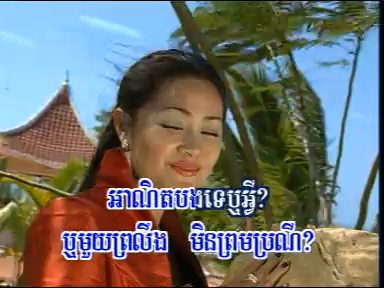 អាណិតបងទេឬអ្វី?
ឬមួយព្រលឹង មិនព្រមប្រណី?